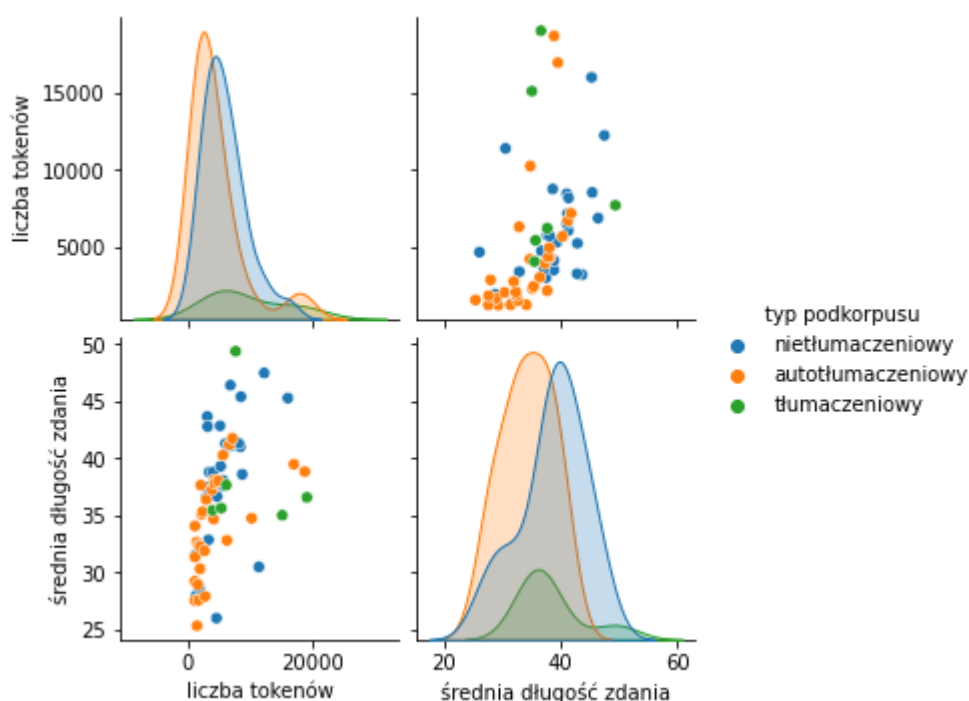 liczba tokenów
15000
10000
5000
średnia długość zdania
50
45
40
35
30
25
0
20000
liczba tokenów
20
40
60
średnia długość zdania
typ podkorpusu
nietłumaczeniowy
autotłumaczeniowy
tłumaczeniowy